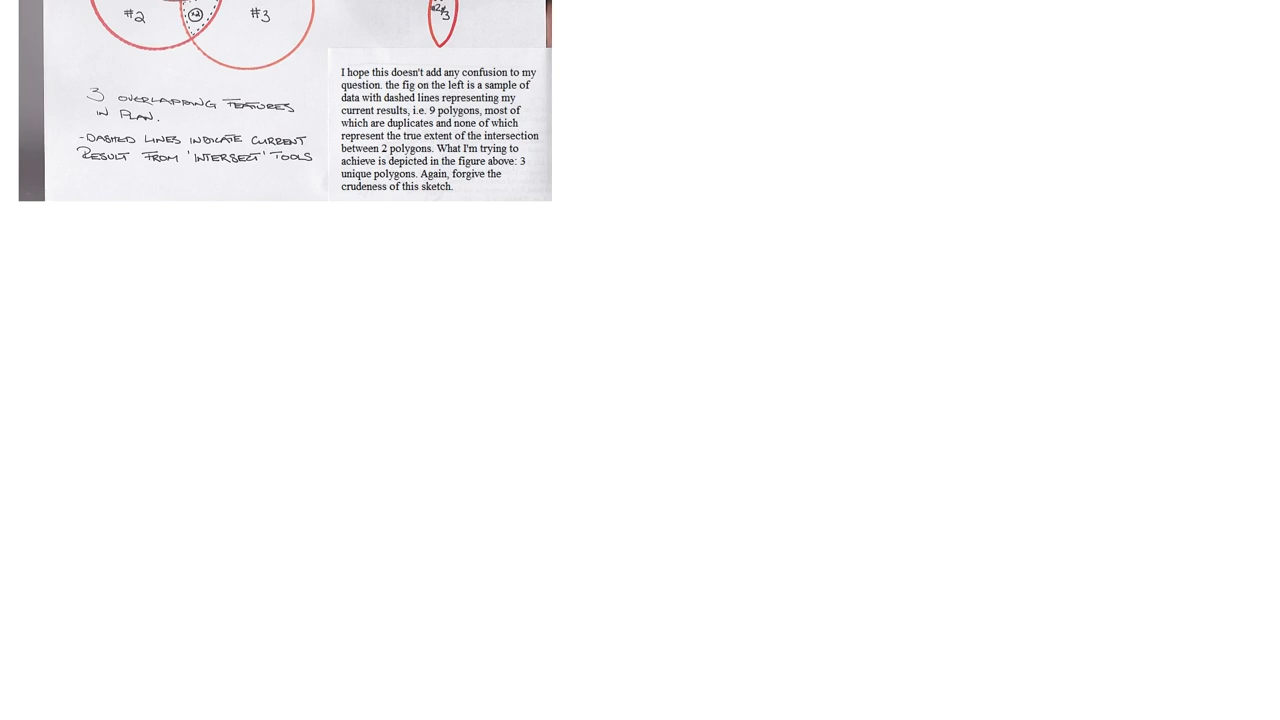 #2
x2
#3
#2/3
3 OVERLAPPING FEATURES
IN PLAN.
-DASHED LINES INDICATE CURRENT
RESULT FROM 'INTERSECT' TOOLS
I hope this doesn't add any confusion to my
question. the fig on the left is a sample of
data with dashed lines representing my
current results, i.e. 9 polygons, most of
which are duplicates and none of which
represent the true extent of the intersection
between 2 polygons. What I'm trying to
achieve is depicted in the figure above: 3
unique polygons. Again, forgive the
crudeness of this sketch.